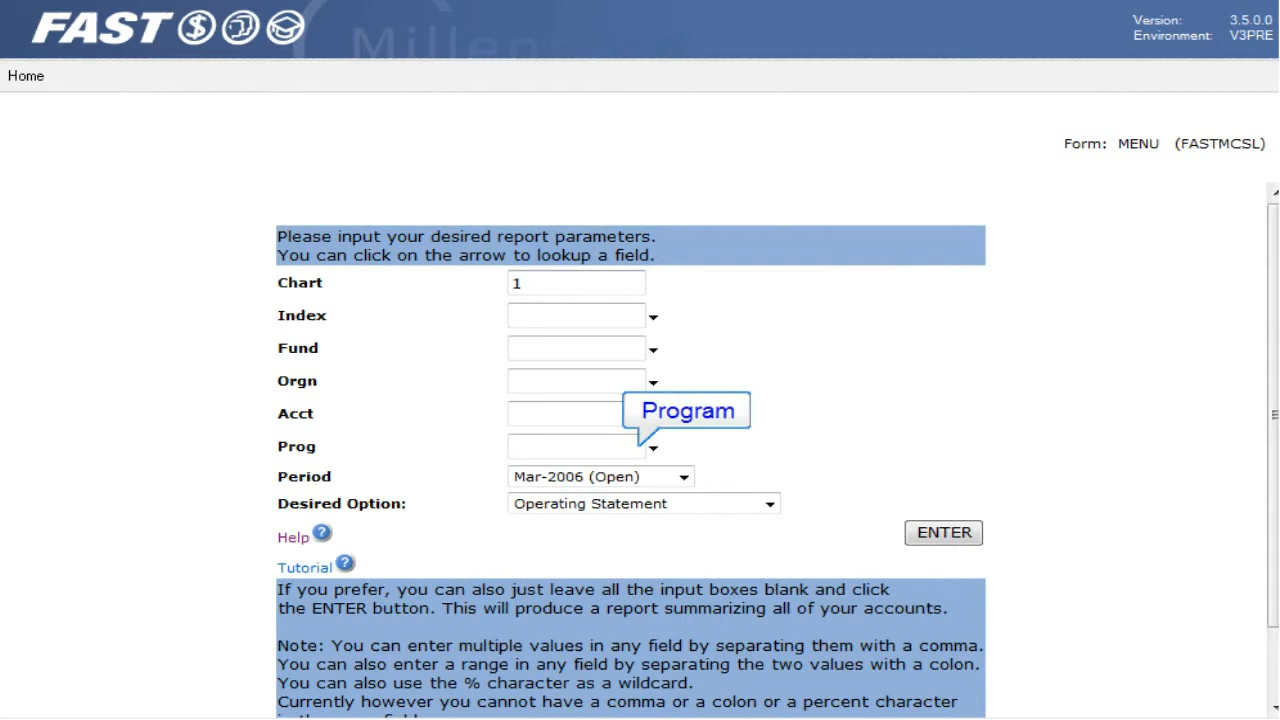 FAST
Millen
Version: 3.5.0.0
Environment: V3PRE
Home
Form: MENU (FASTMCSL)
Please input your desired report parameters.
You can click on the arrow to lookup a field.
Chart 1
Index
Fund
Orgn
Acct
Program
Prog
Period Mar-2006 (Open)
Desired Option: Operating Statement
Help ?
ENTER
Tutorial ?
If you prefer, you can also just leave all the input boxes blank and click
the ENTER button. This will produce a report summarizing all of your accounts.
Note: You can enter multiple values in any field by separating them with a comma.
You can also enter a range in any field by separating the two values with a colon.
You can also use the % character as a wildcard.
Currently however you cannot have a comma or a colon or a percent character